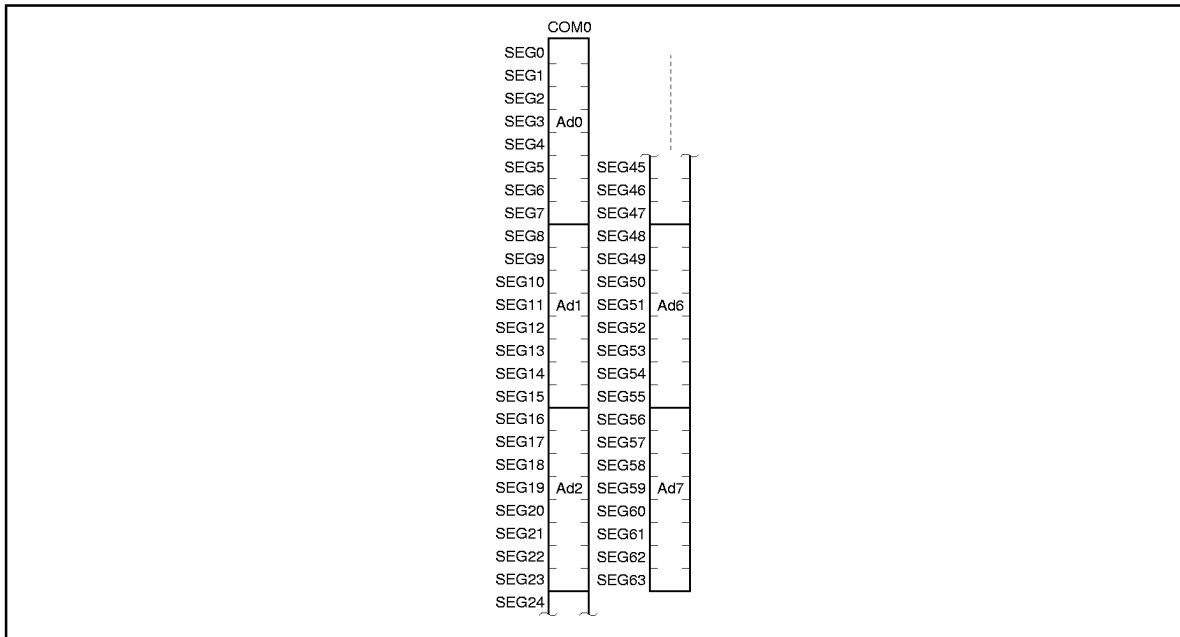 COM0
SEG0
SEG1
SEG2
SEG3 Ad0
SEG4
SEG5
SEG6
SEG7
SEG8
SEG9
SEG10
SEG11 Ad1
SEG12
SEG13
SEG14
SEG15
SEG16
SEG17
SEG18
SEG19 Ad2
SEG20
SEG21
SEG22
SEG23
SEG24
SEG45
SEG46
SEG47
SEG48
SEG49
SEG50
SEG51 Ad6
SEG52
SEG53
SEG54
SEG55
SEG56
SEG57
SEG58
SEG59 Ad7
SEG60
SEG61
SEG62
SEG63